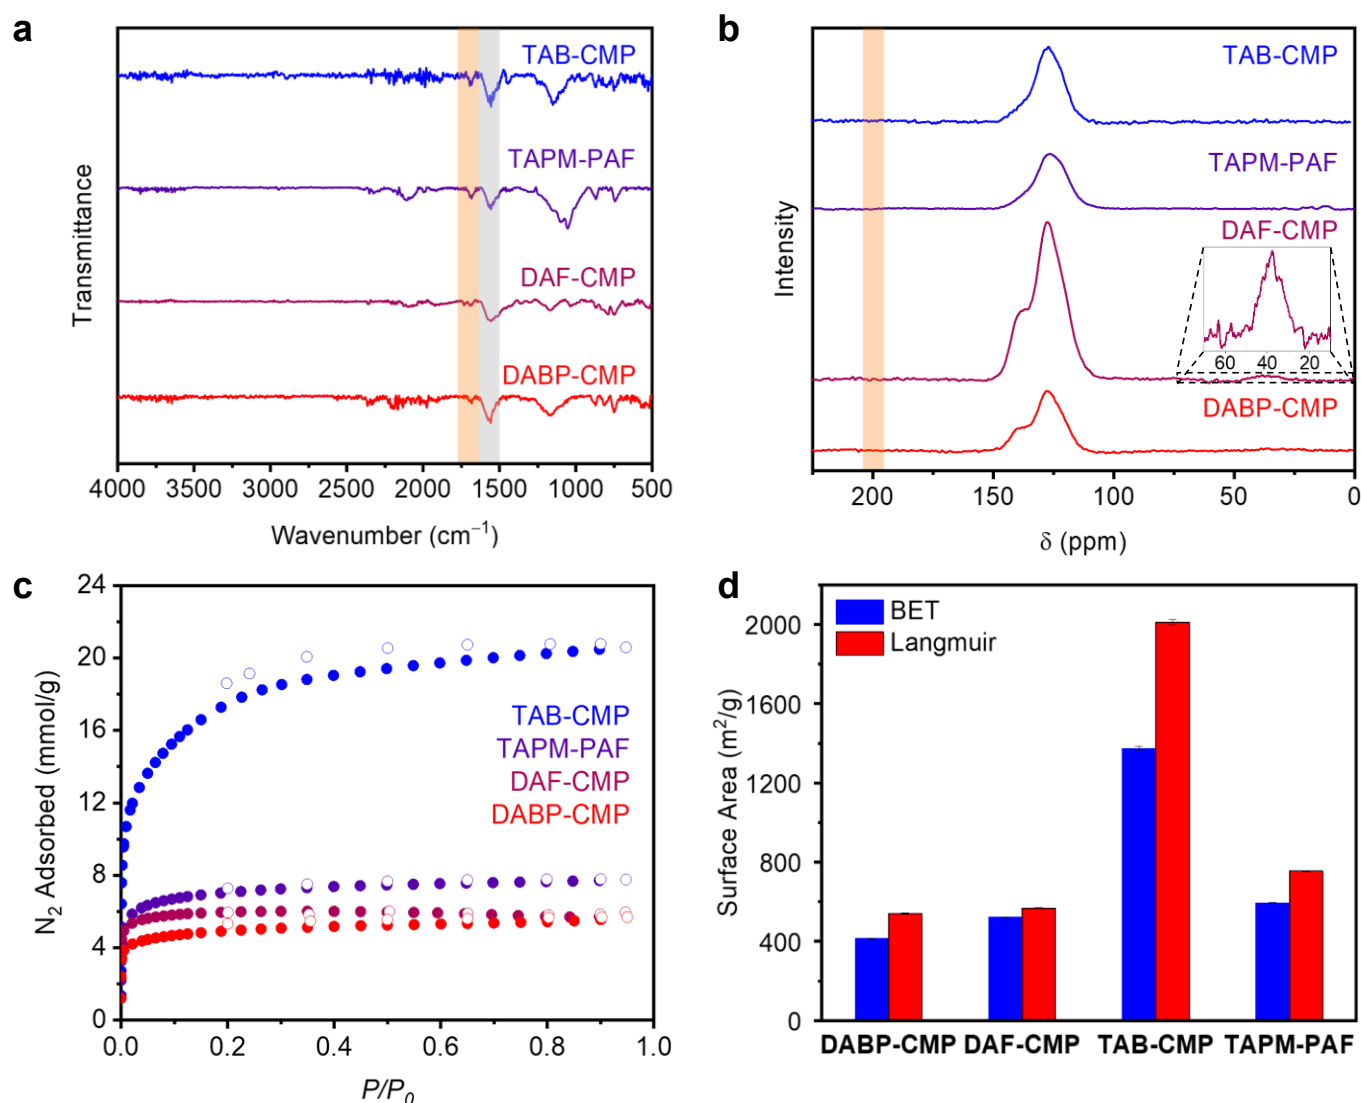 a
TAB-CMP
TAPM-PAF
DAF-CMP
DABP-CMP
Transmittance
4000 3500 3000 2500 2000 1500 1000 500
Wavenumber (cm⁻¹)
b
TAB-CMP
TAPM-PAF
DAF-CMP
60 40 20
DABP-CMP
Intensity
200 150 100 50 0
δ (ppm)
c
24
20
16
12
8
4
0
N₂ Adsorbed (mmol/g)
TAB-CMP
TAPM-PAF
DAF-CMP
DABP-CMP
0.0 0.2 0.4 0.6 0.8 1.0
P/P₀
d
BET
Langmuir
2000
1600
1200
800
400
0
Surface Area (m²/g)
DABP-CMP DAF-CMP TAB-CMP TAPM-PAF